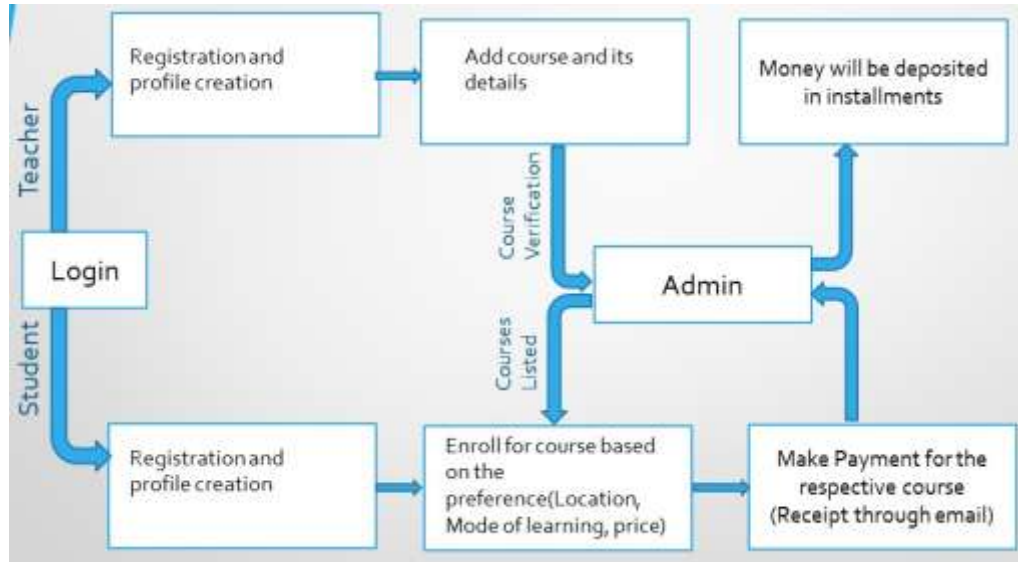 Registration and
profile creation
Add course and its
details
Money will be deposited
in installments
Teacher
Course
Verification
Login
Admin
Student
Courses
Listed
Registration and
profile creation
Enroll for course based
on the
preference(Location,
Mode of learning, price)
Make Payment for the
respective course
(Receipt through email)